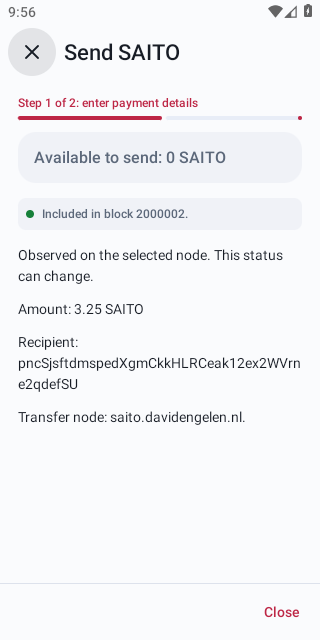 9:56
Send SAITO
Step 1 of 2: enter payment details
Available to send: 0 SAITO
Included in block 2000002.
Observed on the selected node. This status
can change.
Amount: 3.25 SAITO
Recipient:
pncSjsftdmspedXgmCkkHLRCeak12ex2WVrn
e2qdefSU
Transfer node: saito.davidengelen.nl.
Close